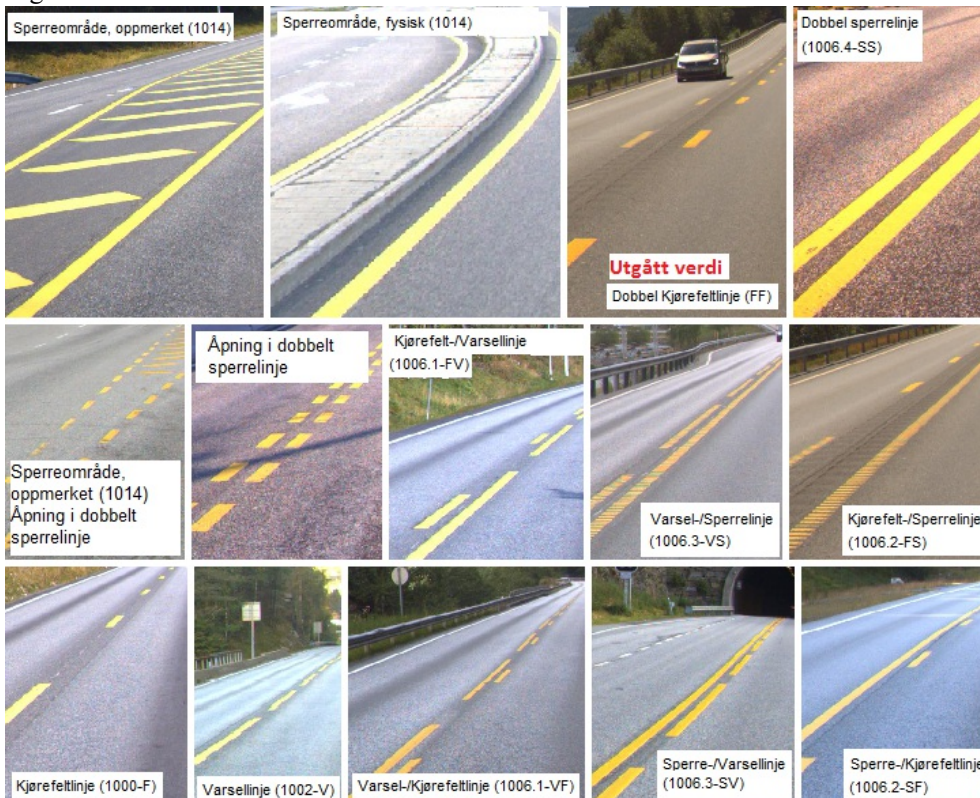 Sperreområde, oppmerket (1014)
Sperreområde, fysisk (1014)
Utgått verdi
Dobbel Kjørefeltlinje (FF)
Dobbel sperrelinje
(1006.4-SS)
Sperreområde,
oppmerket (1014)
Åpning i dobbelt
sperrelinje
Åpning i dobbelt
sperrelinje
Kjørefelt-/Varsellinje
(1006.1-FV)
Varsel-/Sperrelinje
(1006.3-VS)
Kjørefelt-/Sperrelinje
(1006.2-FS)
Kjørefeltlinje (1000-F)
Varsellinje (1002-V)
Varsel-/Kjørefeltlinje (1006.1-VF)
Sperre-/Varsellinje
(1006.3-SV)
Sperre-/Kjørefeltlinje
(1006.2-SF)